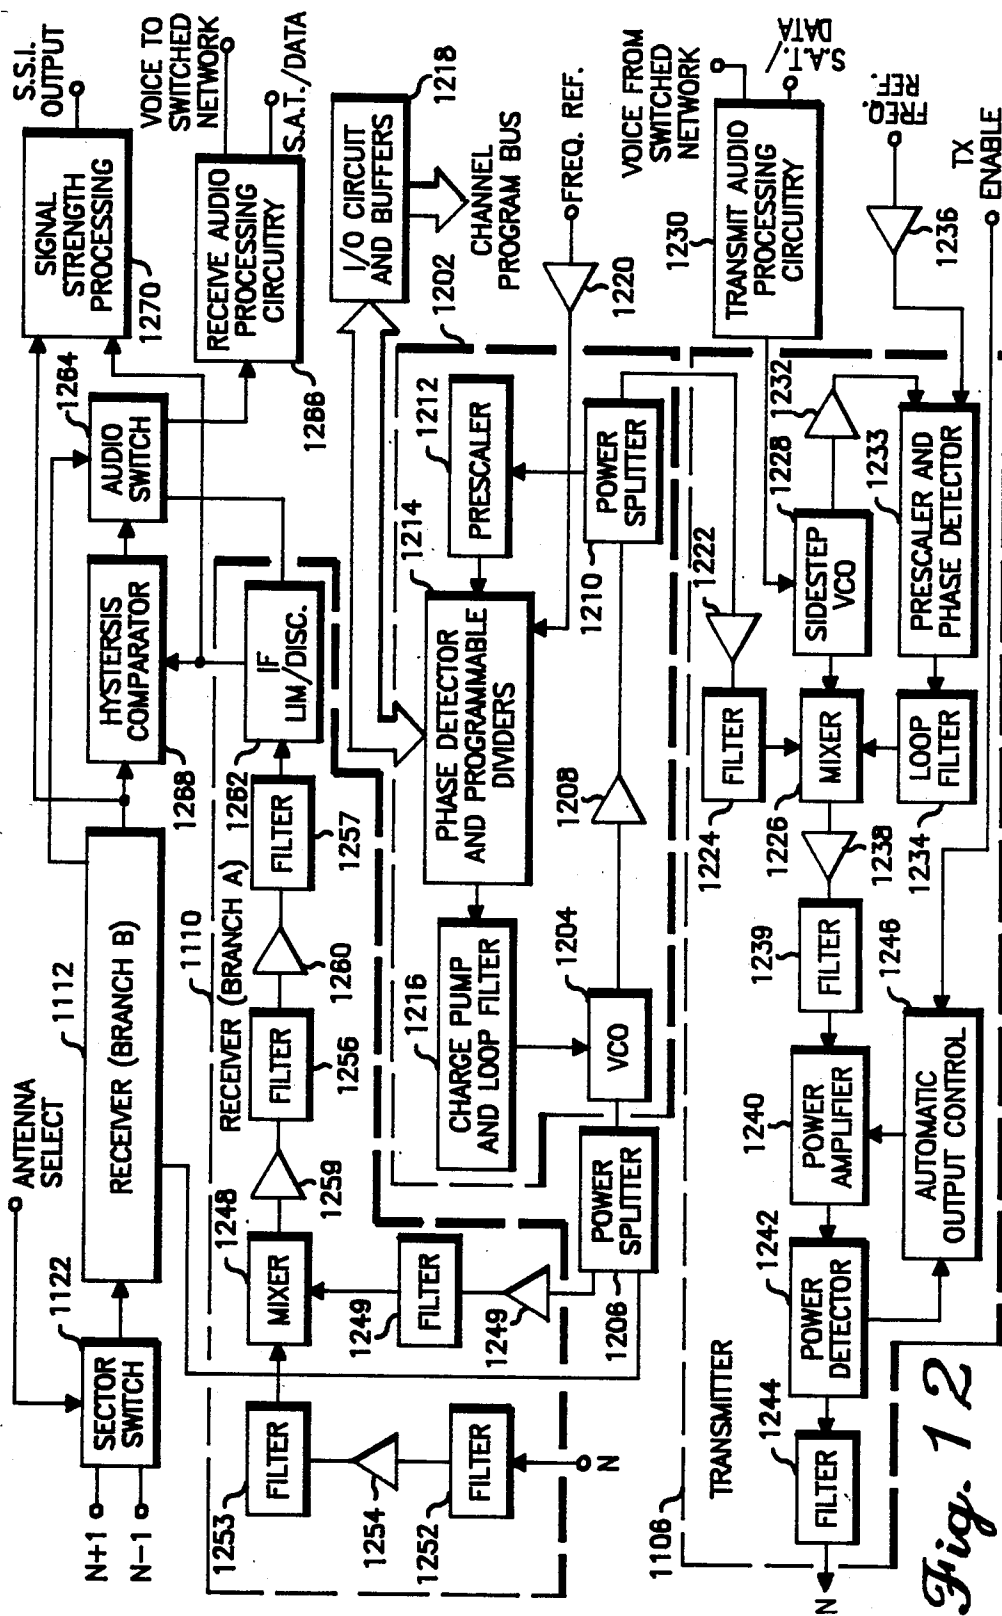 ANTENNA
SELECT
N+1
N-1
SECTOR
SWITCH
1122
RECEIVER (BRANCH B)
1112
HYSTERSIS
COMPARATOR
1268
AUDIO
SWITCH
1264
SIGNAL
STRENGTH
PROCESSING
1270
S.S.I.
OUTPUT
RECEIVE AUDIO
PROCESSING
CIRCUITRY
1266
VOICE TO
SWITCHED
NETWORK
S.A.T./DATA
1110
RECEIVER (BRANCH A)
N
FILTER
1252
1254
FILTER
1253
MIXER
1248
FILTER
1249
1249
1259
FILTER
1256
1260
FILTER
1257
IF
LIM/DISC.
1262
I/O CIRCUIT
AND BUFFERS
1218
CHANNEL
PROGRAM BUS
1202
CHARGE PUMP
AND LOOP FILTER
1216
PHASE DETECTOR
AND PROGRAMMABLE
DIVIDERS
1214
PRESCALER
1212
1220
FREQ. REF.
POWER
SPLITTER
1206
VCO
1204
1208
POWER
SPLITTER
1210
1106
TRANSMITTER
1222
FILTER
1224
MIXER
1226
SIDESTEP
VCO
1228
TRANSMIT AUDIO
PROCESSING
CIRCUITRY
1230
VOICE FROM
SWITCHED
NETWORK
S.A.T./
DATA
1232
PRESCALER AND
PHASE DETECTOR
1233
LOOP
FILTER
1234
1236
FREQ.
REF.
1238
FILTER
1239
POWER
AMPLIFIER
1240
POWER
DETECTOR
1242
FILTER
1244
N
AUTOMATIC
OUTPUT CONTROL
1246
TX
ENABLE
Fig. 12